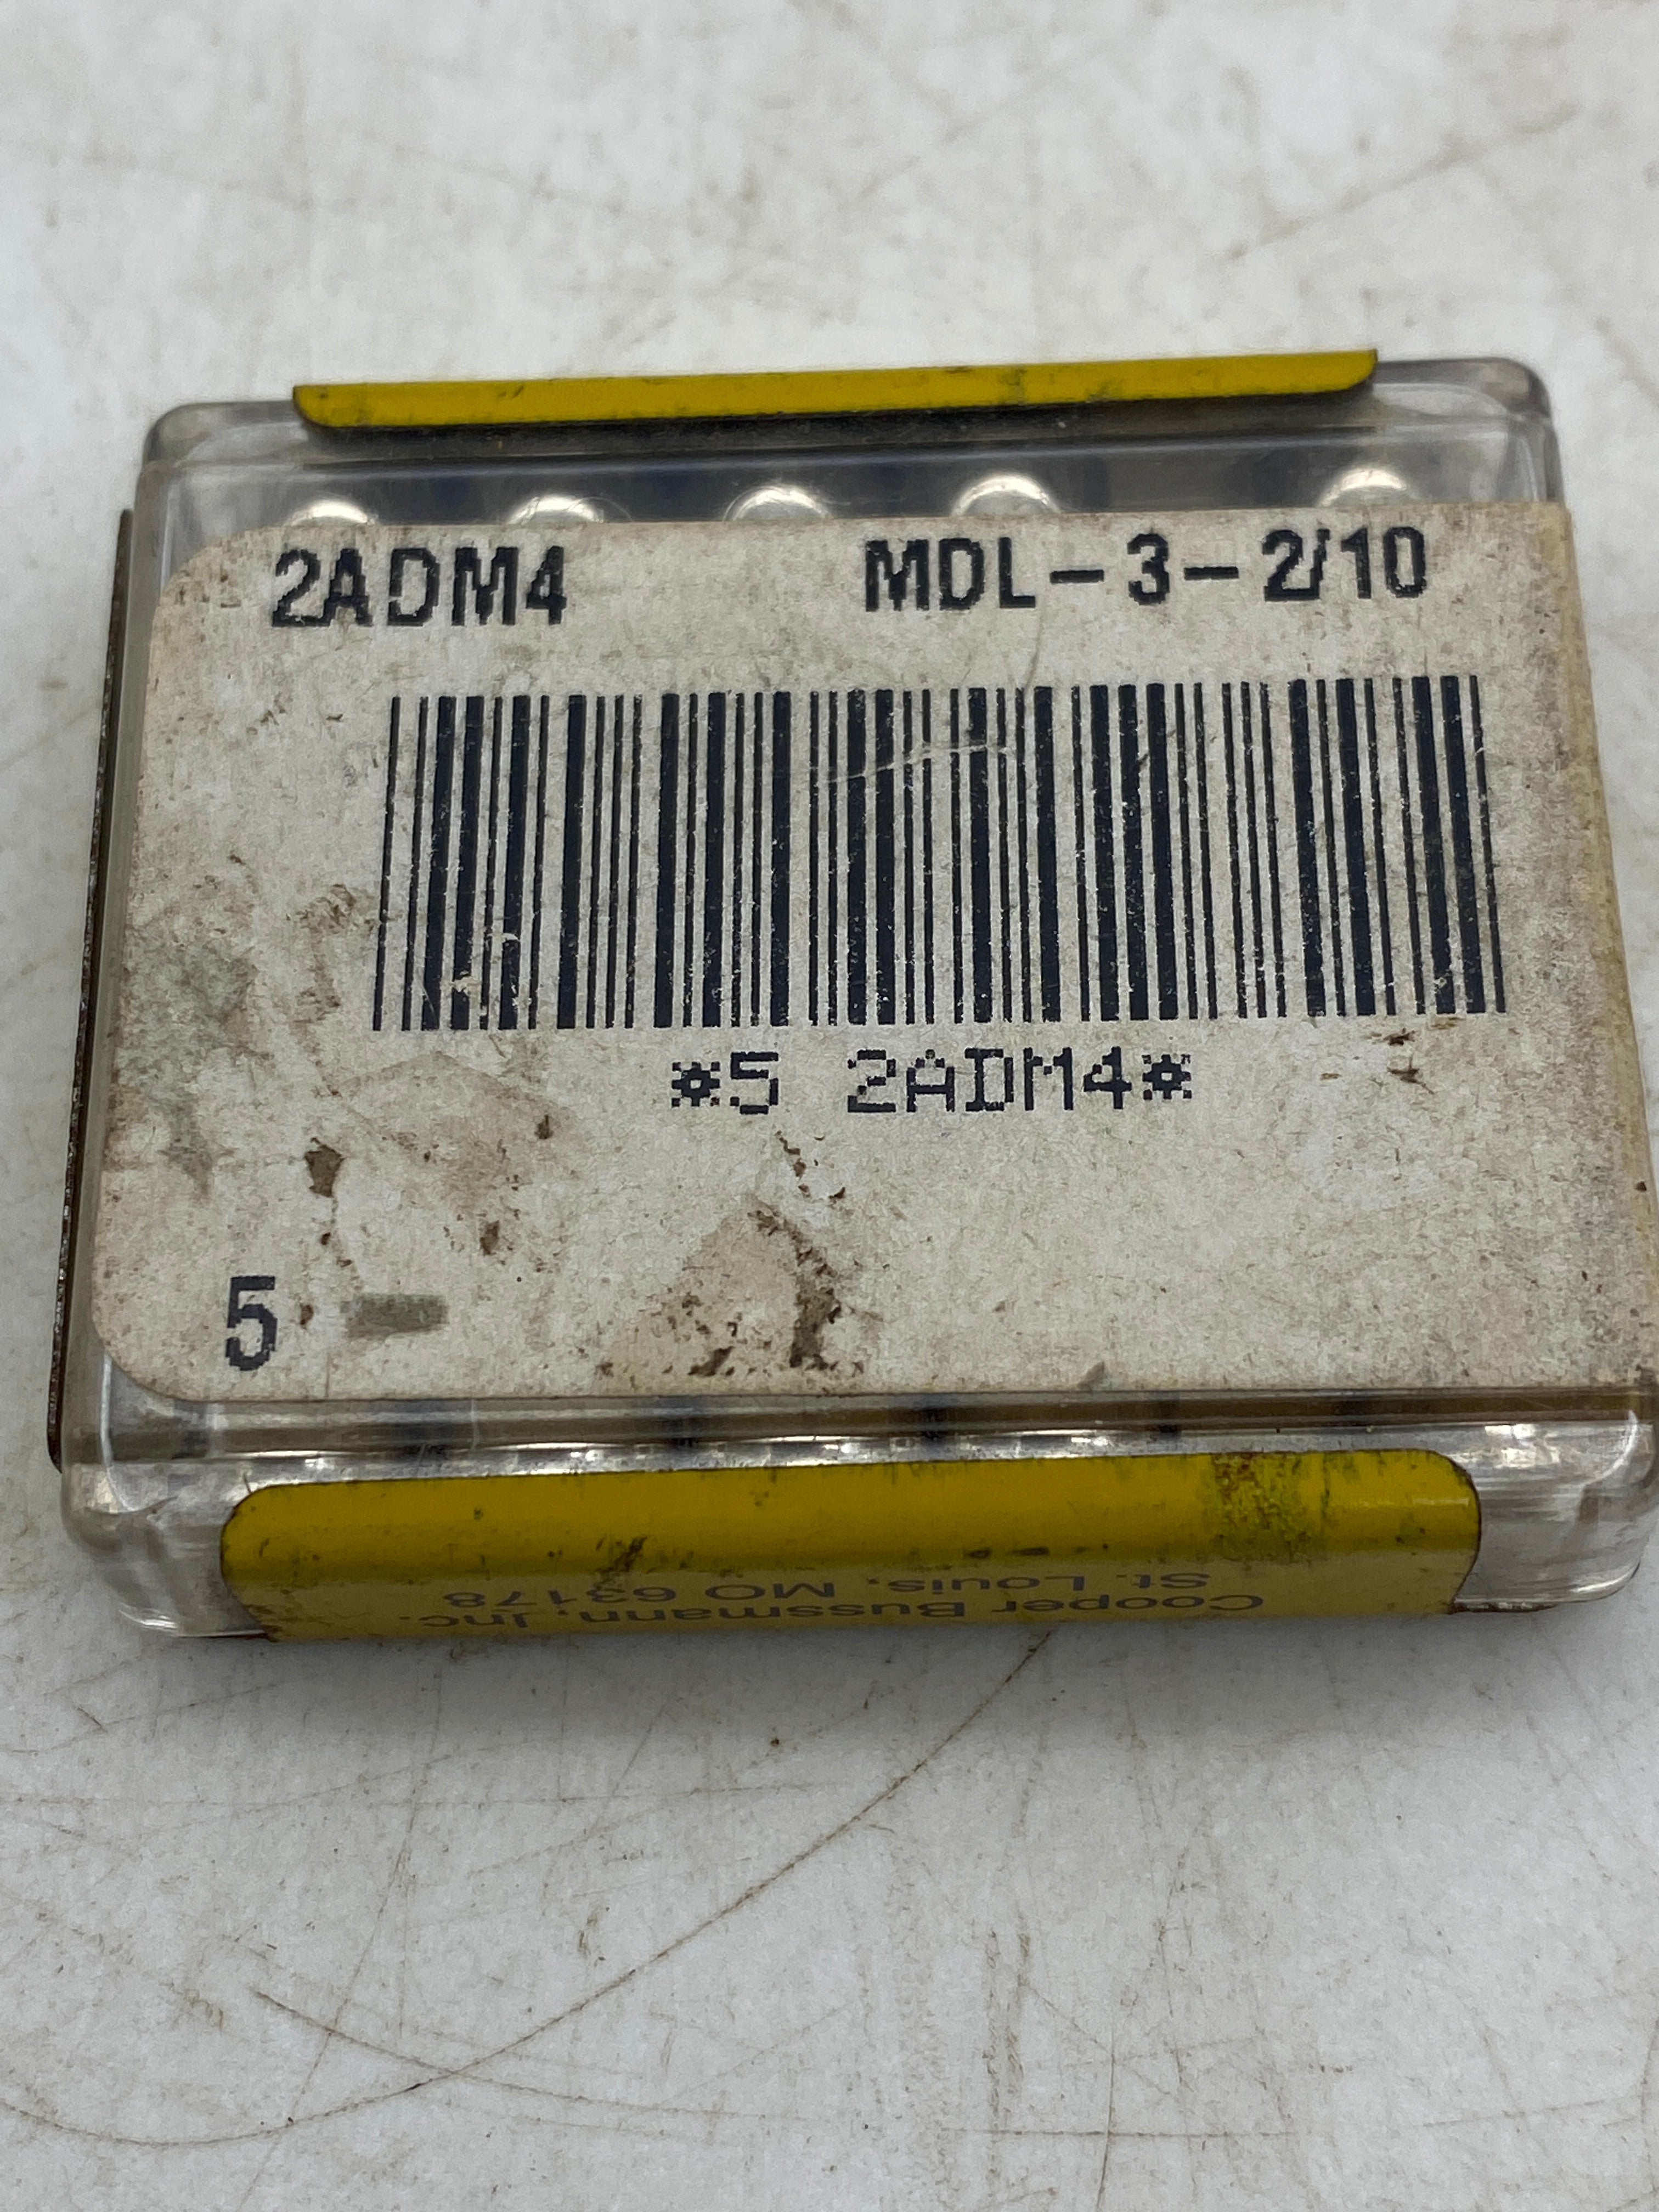 2ADM4 MDL-3-2/10
*5 2ADM4*
5
Cooper Bussmann, Inc.
St. Louis, MO 63178